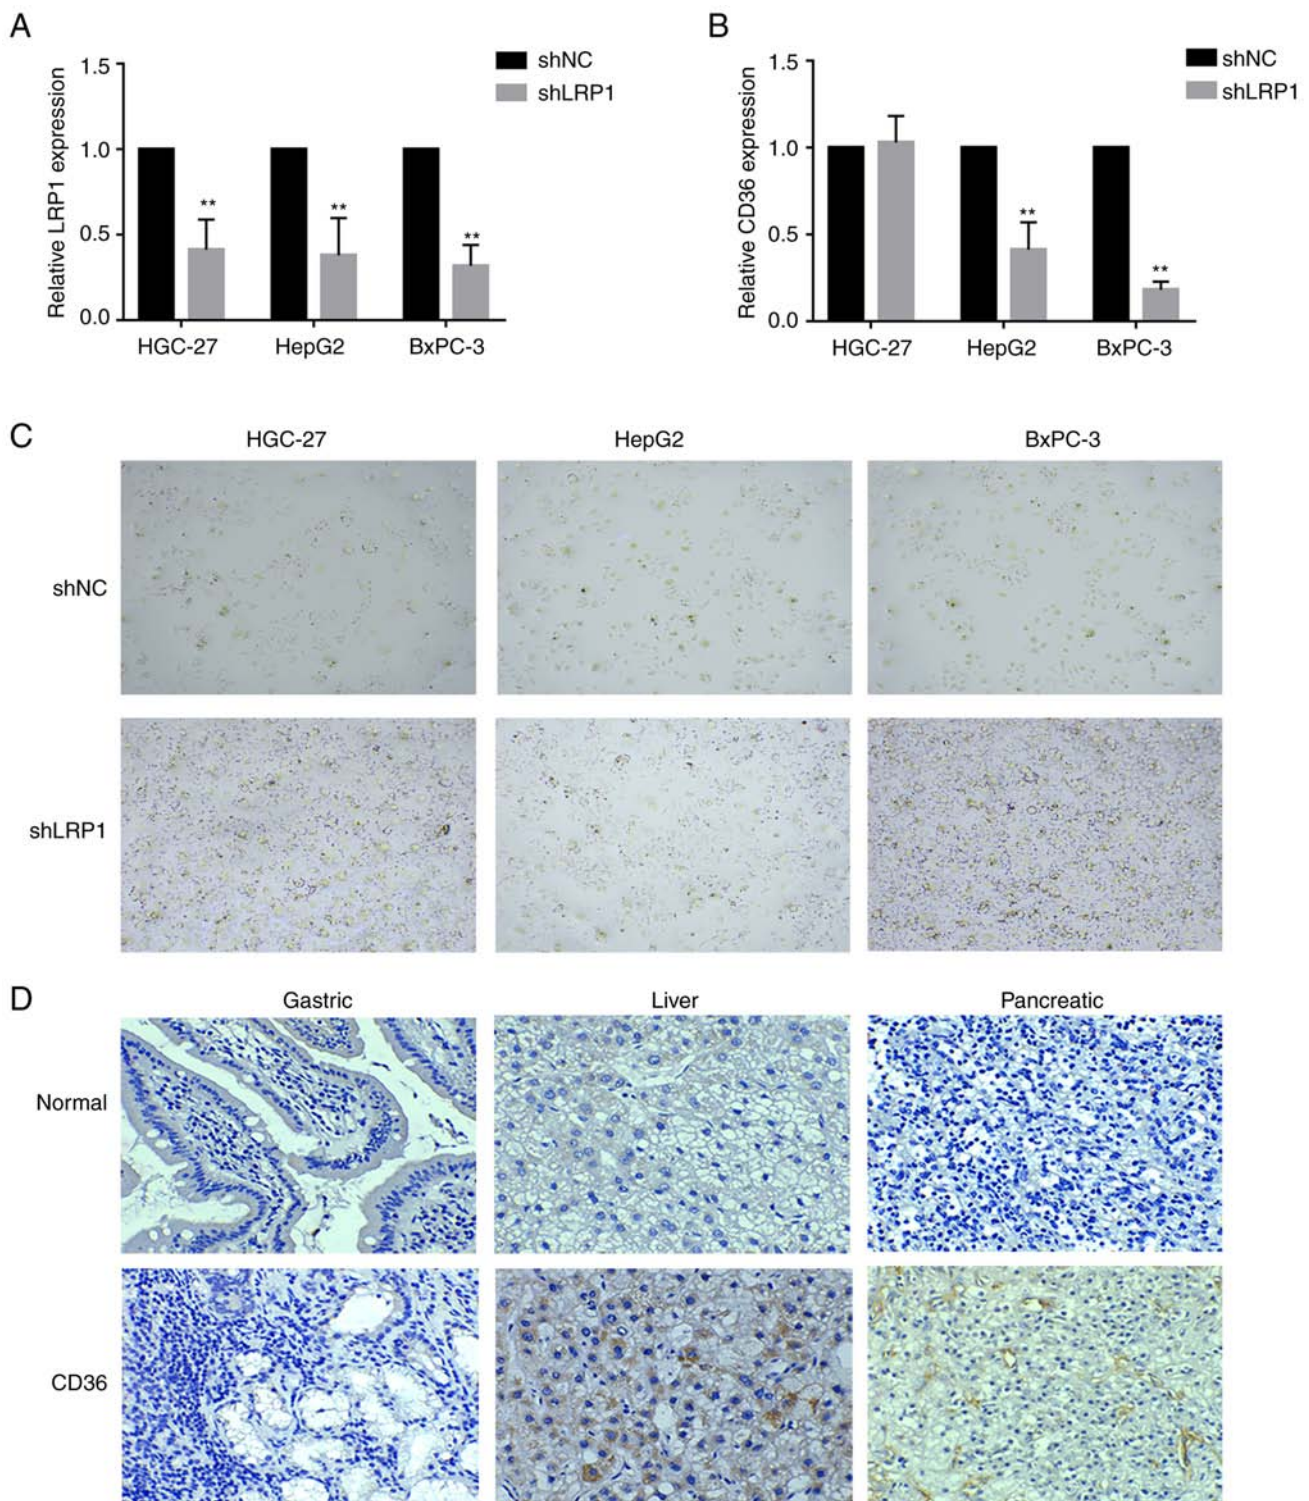 A
shNC
shLRP1
Relative LRP1 expression
1.5
1.0
0.5
0.0
**
**
**
HGC-27
HepG2
BxPC-3
B
shNC
shLRP1
Relative CD36 expression
1.5
1.0
0.5
0.0
**
**
HGC-27
HepG2
BxPC-3
C
HGC-27
HepG2
BxPC-3
shNC
shLRP1
D
Gastric
Liver
Pancreatic
Normal
CD36